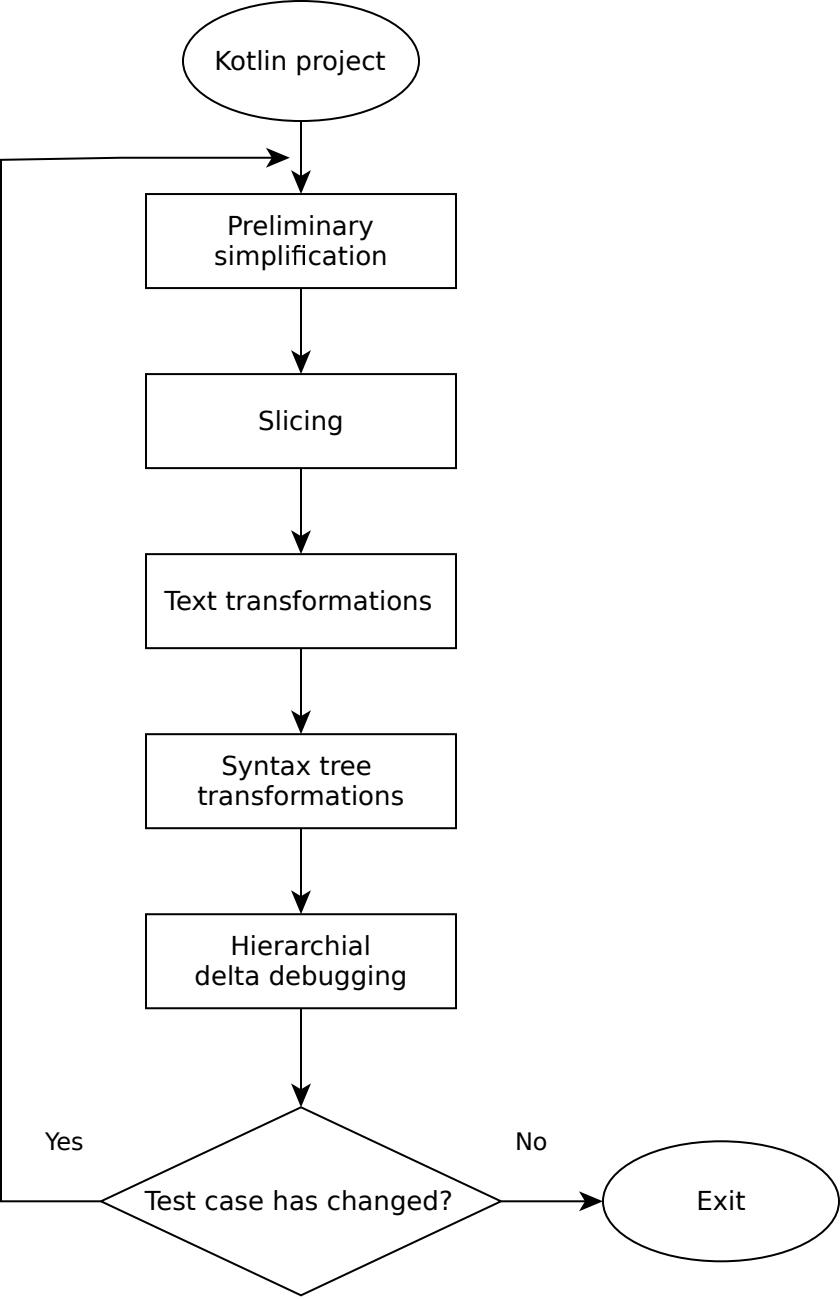 Kotlin project
Preliminary
simplification
Slicing
Text transformations
Syntax tree
transformations
Hierarchial
delta debugging
Yes
No
Test case has changed?
Exit